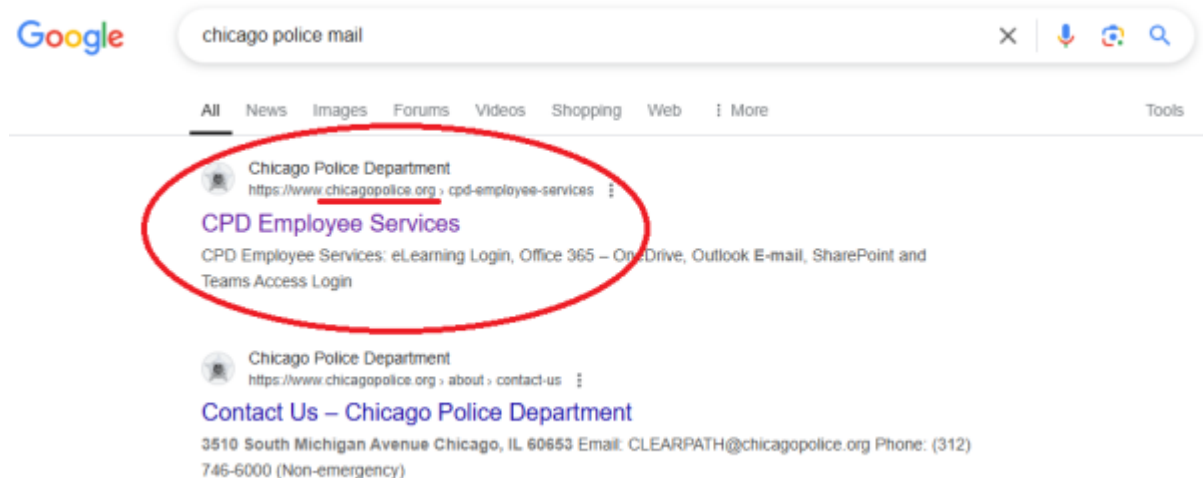 Google
chicago police mail
All News Images Forums Videos Shopping Web More Tools
Chicago Police Department
https://www.chicagopolice.org › cpd-employee-services
CPD Employee Services
CPD Employee Services: eLearning Login, Office 365 – OneDrive, Outlook E-mail, SharePoint and
Teams Access Login
Chicago Police Department
https://www.chicagopolice.org › about › contact-us
Contact Us – Chicago Police Department
3510 South Michigan Avenue Chicago, IL 60653 Email: CLEARPATH@chicagopolice.org Phone: (312)
746-6000 (Non-emergency)